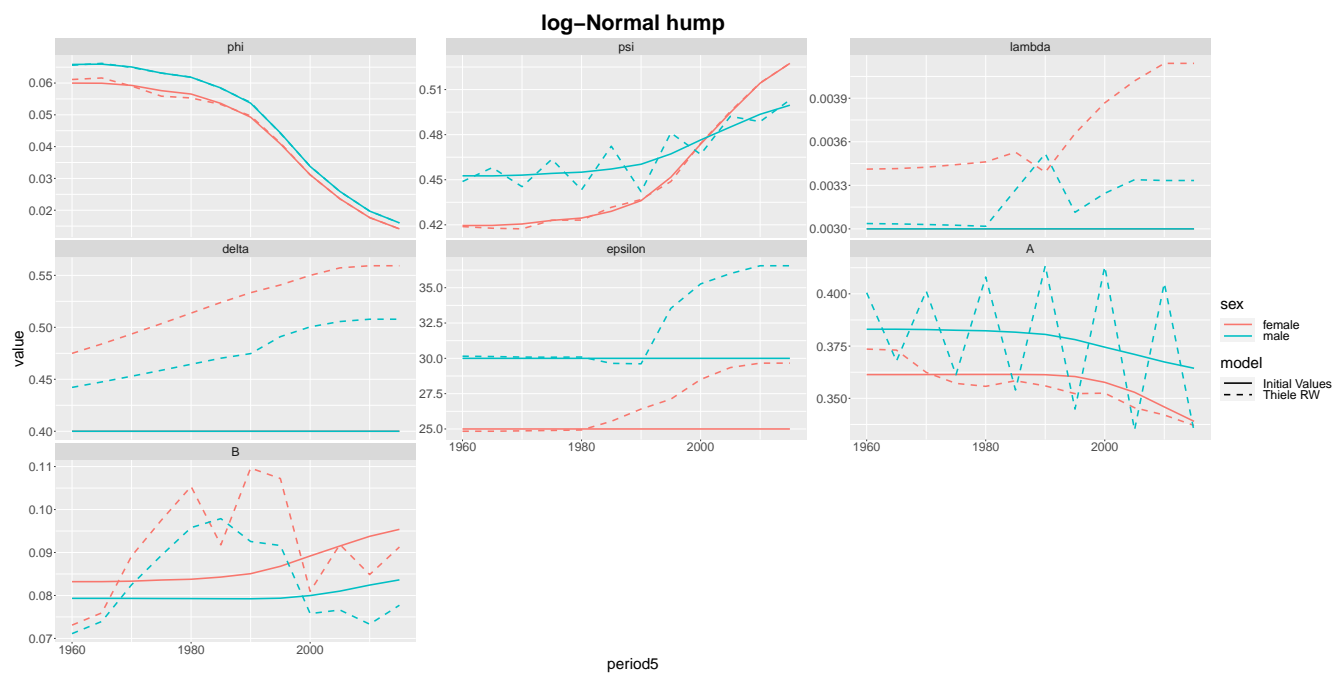 log−Normal hump
phi
psi
lambda
0.06
0.05
0.04
0.03
0.02
0.51
0.48
0.45
0.42
0.0039
0.0036
0.0033
0.0030
delta
epsilon
A
0.55
0.50
0.45
0.40
35.0
32.5
30.0
27.5
25.0
0.400
0.375
0.350
1960
1980
2000
1960
1980
2000
B
0.11
0.10
0.09
0.08
0.07
1960
1980
2000
value
period5
sex
female
male
model
Initial Values
Thiele RW